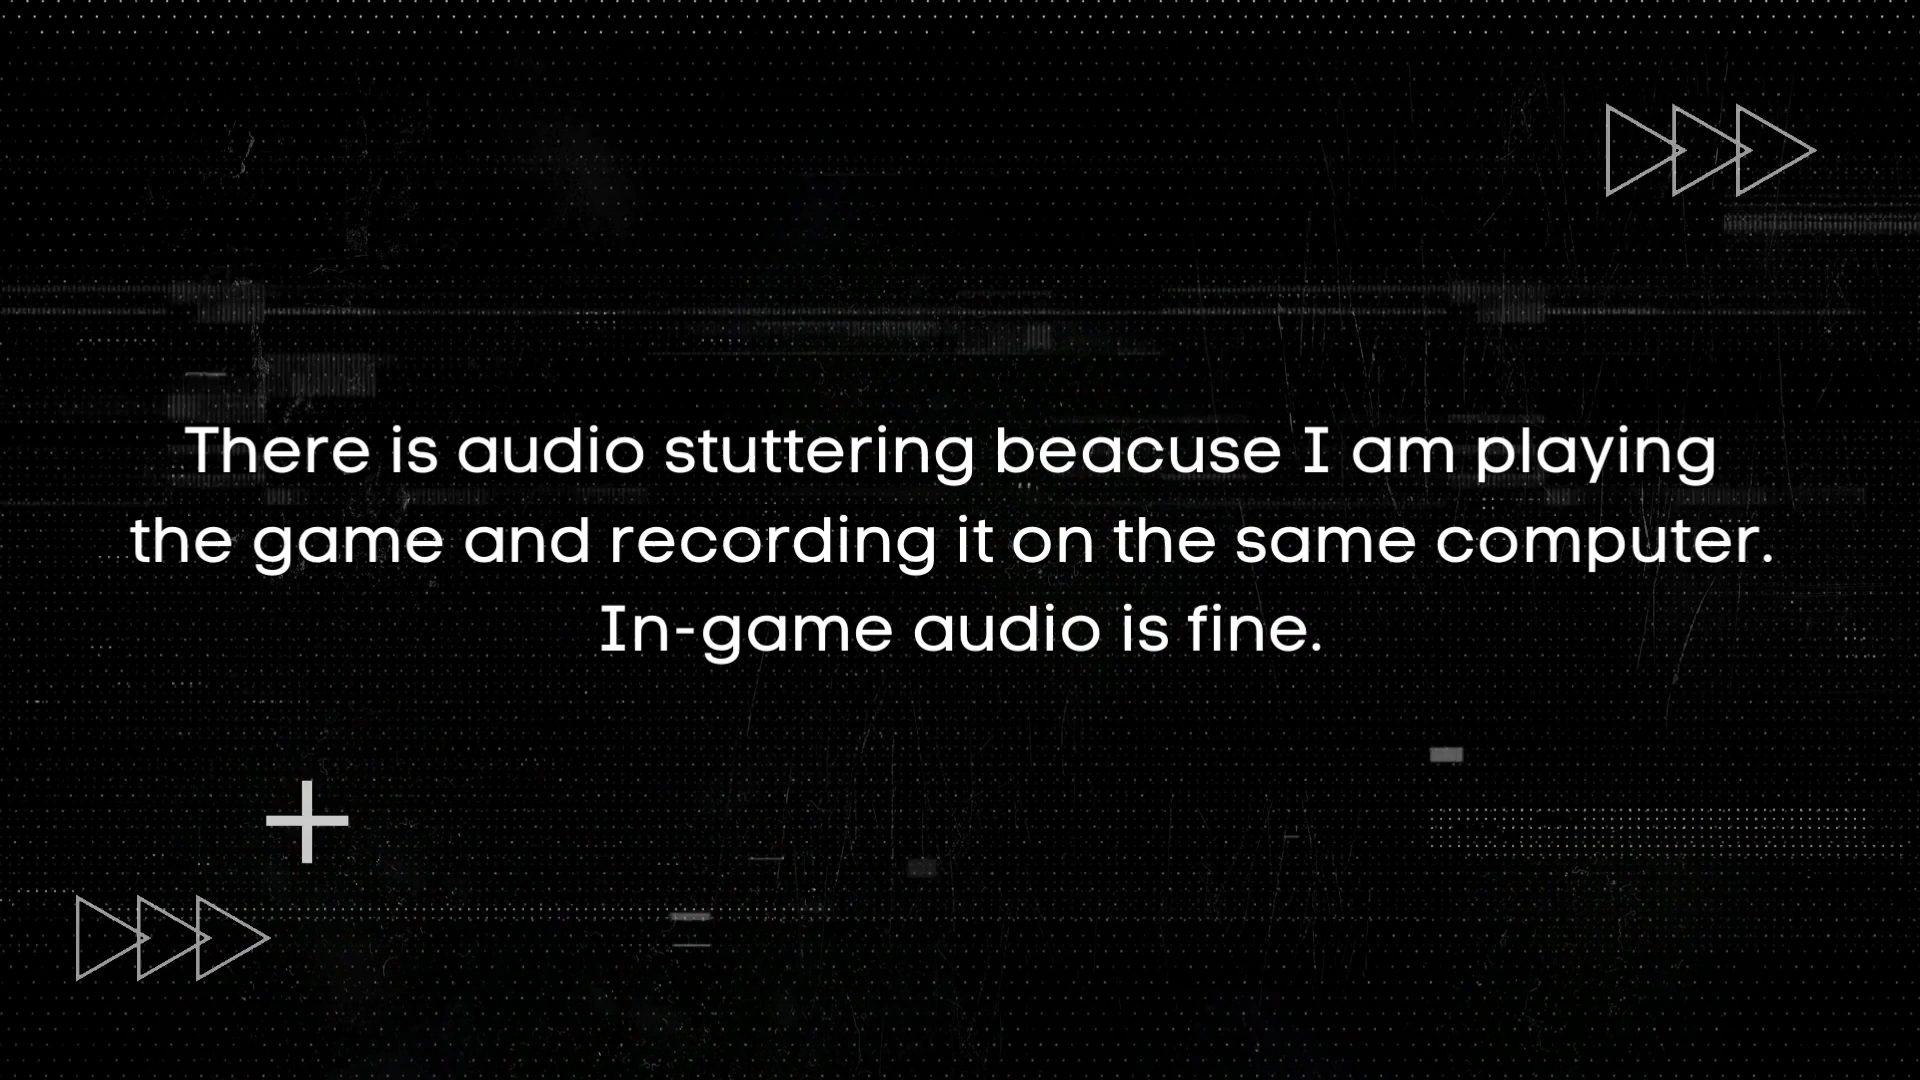 There is audio stuttering beacuse I am playing
the game and recording it on the same computer.
In-game audio is fine.